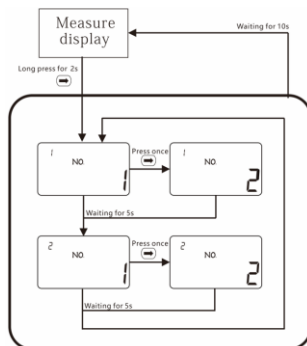 Measure
display
Waiting for 10s
Long press for 2s
1
NO.
1
Press once
1
NO.
2
Waiting for 5s
2
NO.
1
Press once
2
NO.
2
Waiting for 5s